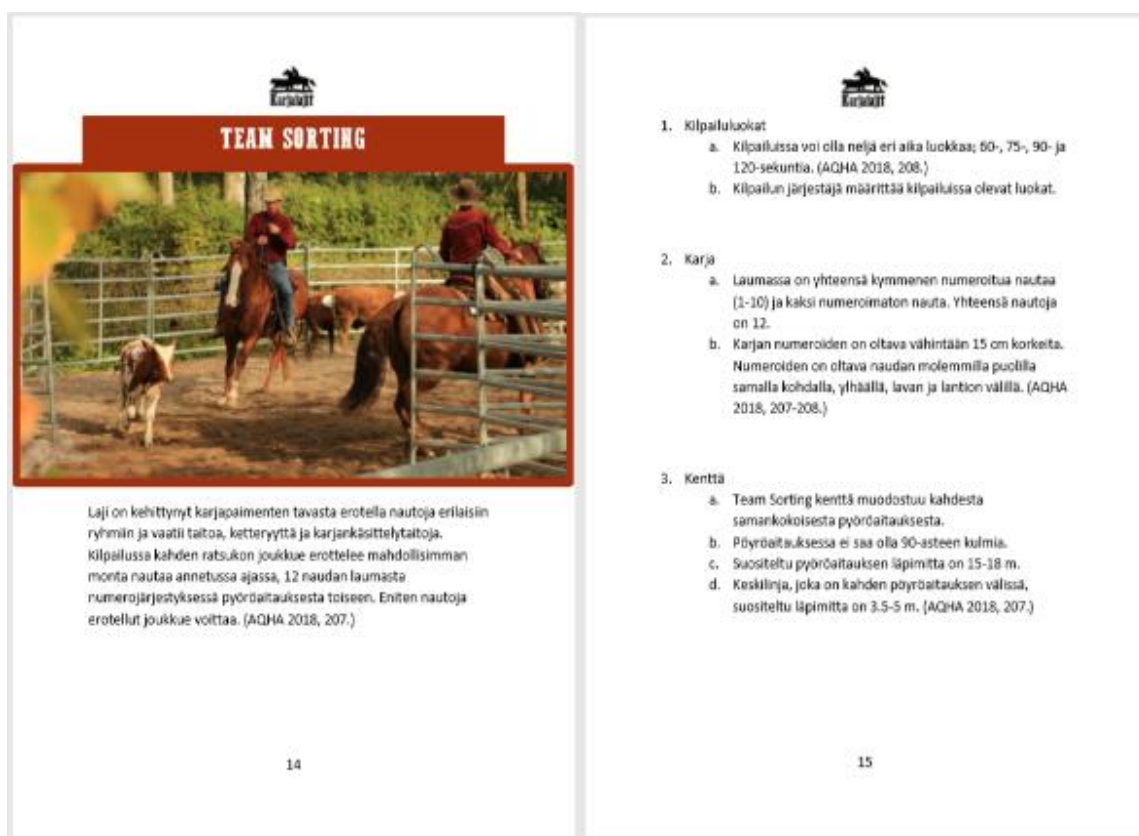 Karjalajit
TEAM SORTING
Laji on kehittynyt karjapaimenten tavasta erotella nautoja erilaisiin
ryhmiin ja vaatii taitoa, ketteryyttä ja karjankäsittelytaitoja.
Kilpailussa kahden ratsukon joukkue erottelee mahdollisimman
monta nautaa annetussa ajassa, 12 naudan laumasta
numerojärjestyksessä pyöröaitauksesta toiseen. Eniten nautoja
erotellut joukkue voittaa. (AQHA 2018, 207.)
14
Karjalajit
1. Kilpailuluokat
a. Kilpailuissa voi olla neljä eri aika luokkaa; 60-, 75-, 90- ja
120-sekuntia. (AQHA 2018, 208.)
b. Kilpailun järjestäjä määrittää kilpailuissa olevat luokat.
2. Karja
a. Laumassa on yhteensä kymmenen numeroitua nautaa
(1-10) ja kaksi numeroimaton nauta. Yhteensä nautoja
on 12.
b. Karjan numeroiden on oltava vähintään 15 cm korkeita.
Numeroiden on oltava naudan molemmilla puolilla
samalla kohdalla, ylhäällä, lavan ja lantion välillä. (AQHA
2018, 207-208.)
3. Kenttä
a. Team Sorting kenttä muodostuu kahdesta
samankokoisesta pyöröaitauksesta.
b. Pöyröaitauksessa ei saa olla 90-asteen kulmia.
c. Suositeltu pyöröaitauksen läpimitta on 15-18 m.
d. Keskilinja, joka on kahden pöyröaitauksen välissä,
suositeltu läpimitta on 3.5-5 m. (AQHA 2018, 207.)
15